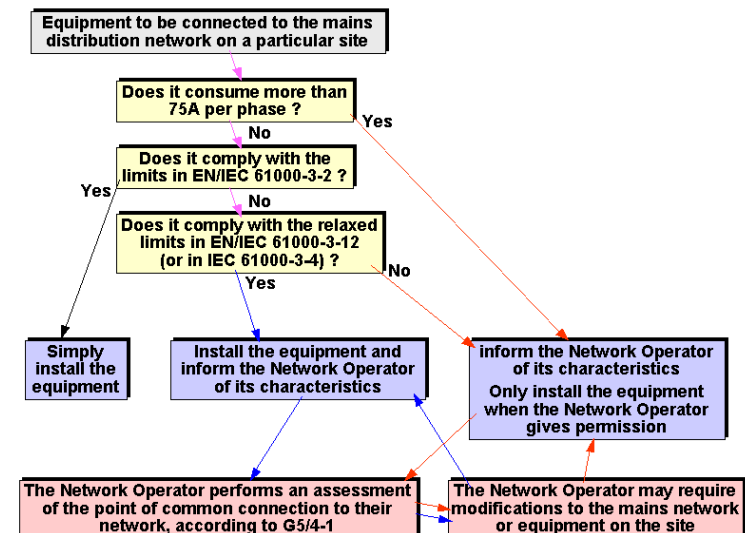 Equipment to be connected to the mains
distribution network on a particular site
Does it consume more than
75A per phase ?
Yes
No
Does it comply with the
limits in EN/IEC 61000-3-2 ?
Yes
No
Does it comply with the relaxed
limits in EN/IEC 61000-3-12
(or in IEC 61000-3-4) ?
No
Yes
Simply
install the
equipment
Install the equipment and
inform the Network Operator
of its characteristics
inform the Network Operator
of its characteristics
Only install the equipment
when the Network Operator
gives permission
The Network Operator performs an assessment
of the point of common connection to their
network, according to G5/4-1
The Network Operator may require
modifications to the mains network
or equipment on the site